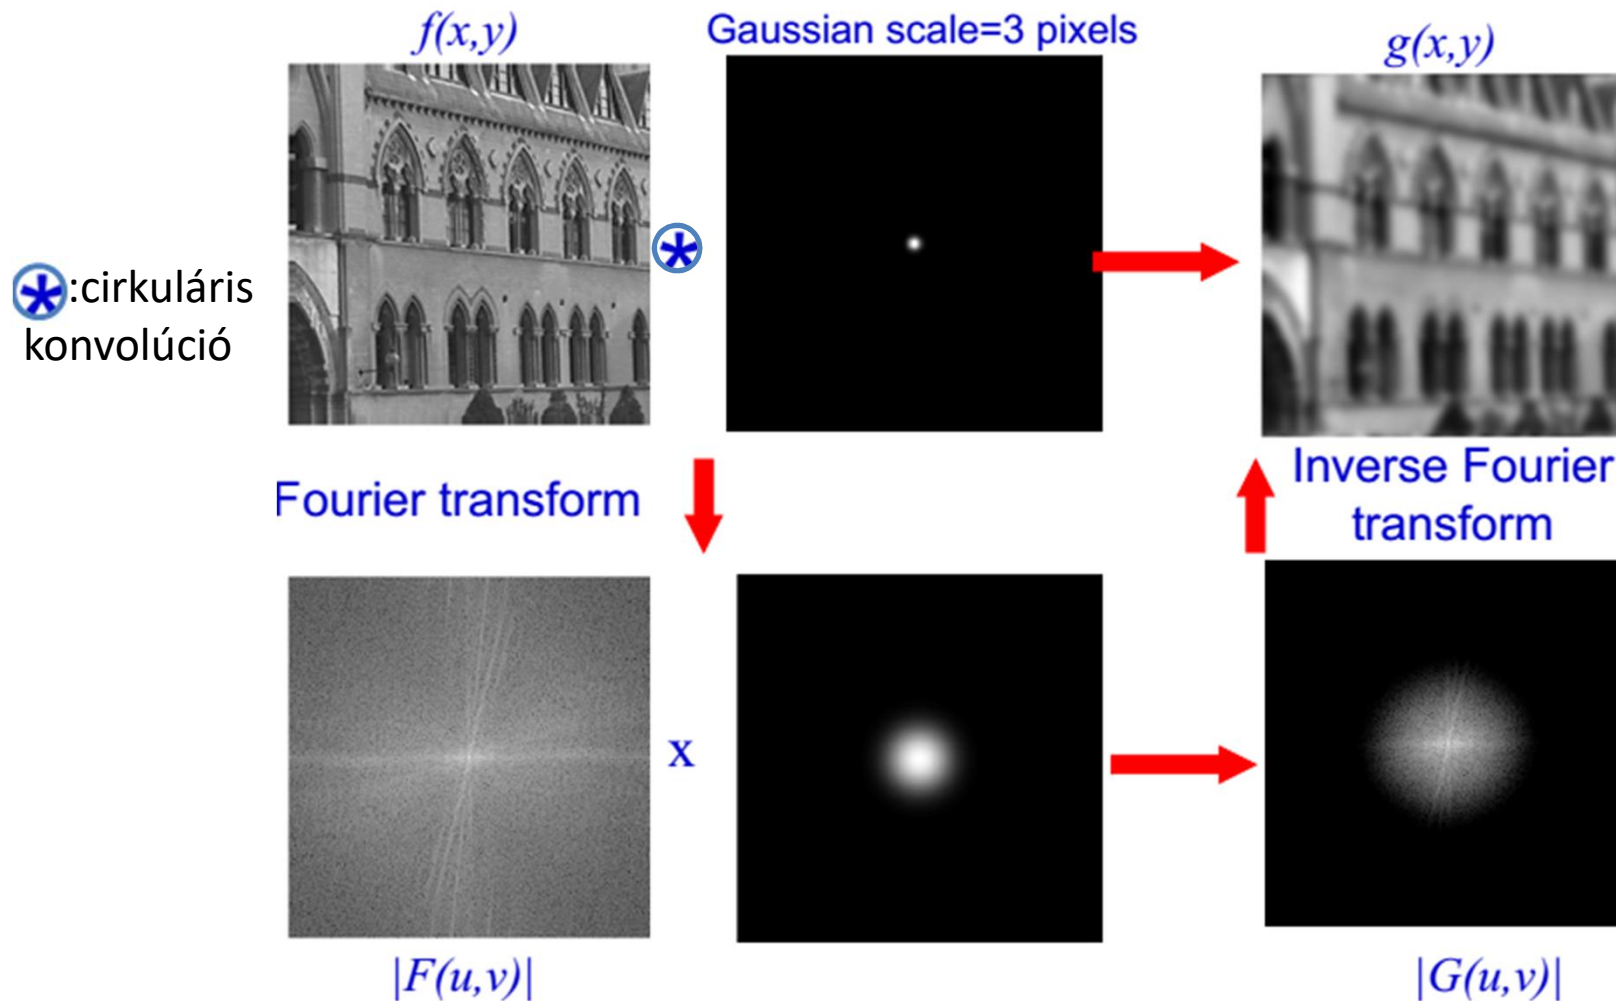 f(x,y)
Gaussian scale=3 pixels
g(x,y)
*
*:cirkuláris
konvolúció
Fourier transform
Inverse Fourier
transform
x
|F(u,v)|
|G(u,v)|